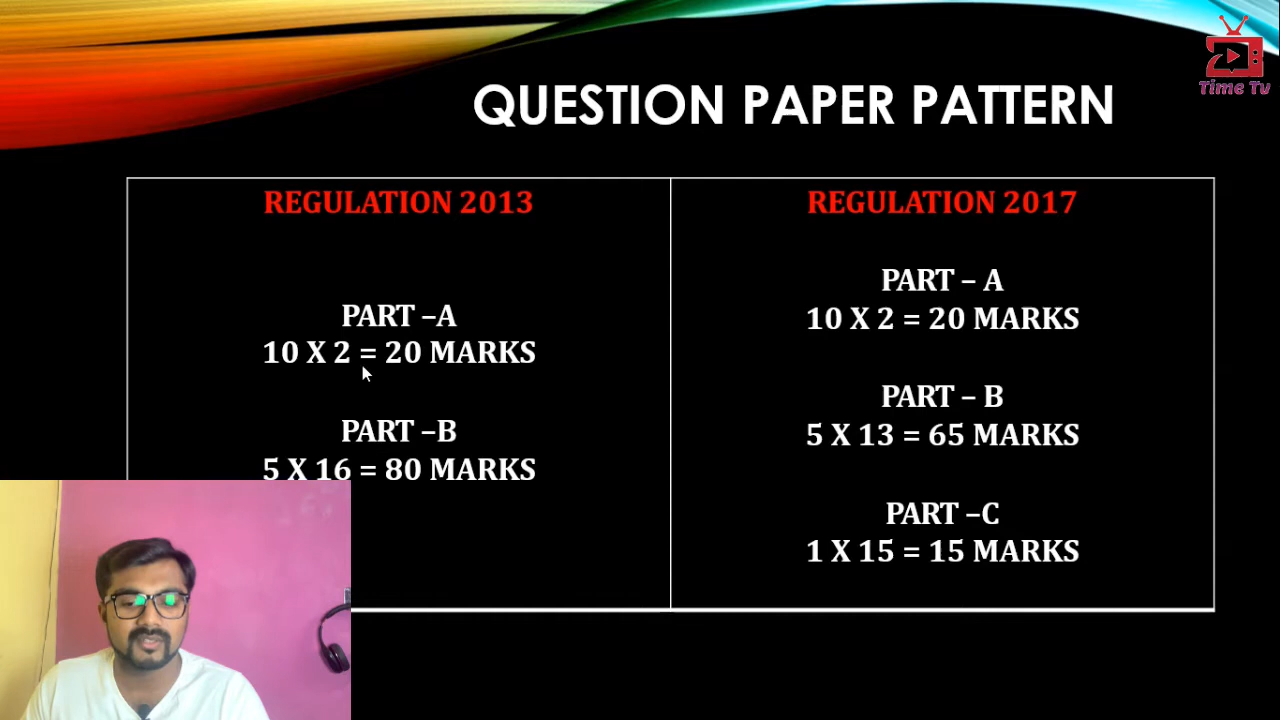 Time Tv
QUESTION PAPER PATTERN
REGULATION 2013
PART –A
10 X 2 = 20 MARKS
PART –B
5 X 16 = 80 MARKS
REGULATION 2017
PART – A
10 X 2 = 20 MARKS
PART – B
5 X 13 = 65 MARKS
PART –C
1 X 15 = 15 MARKS